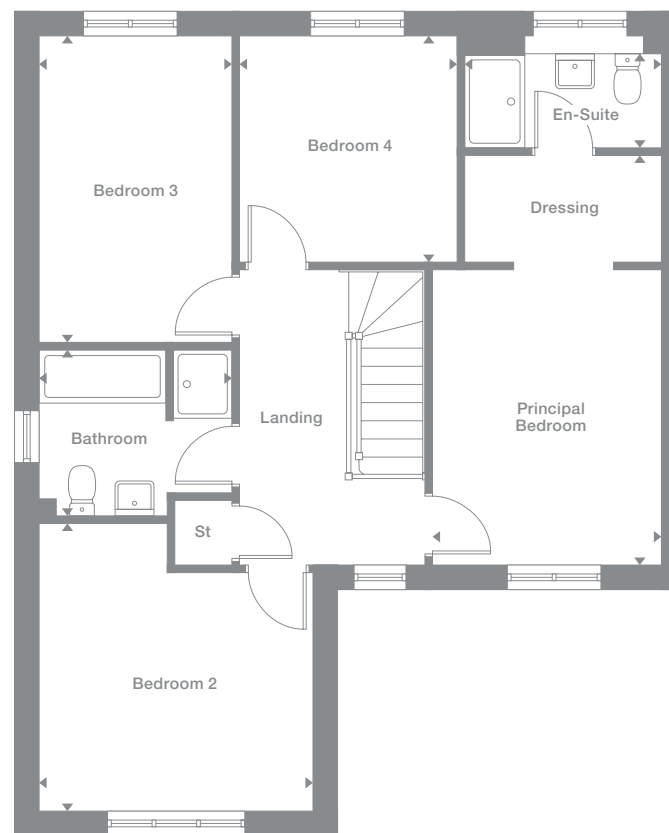 En-Suite
Bedroom 4
Bedroom 3
Dressing
Principal
Bedroom
Landing
Bathroom
St
Bedroom 2